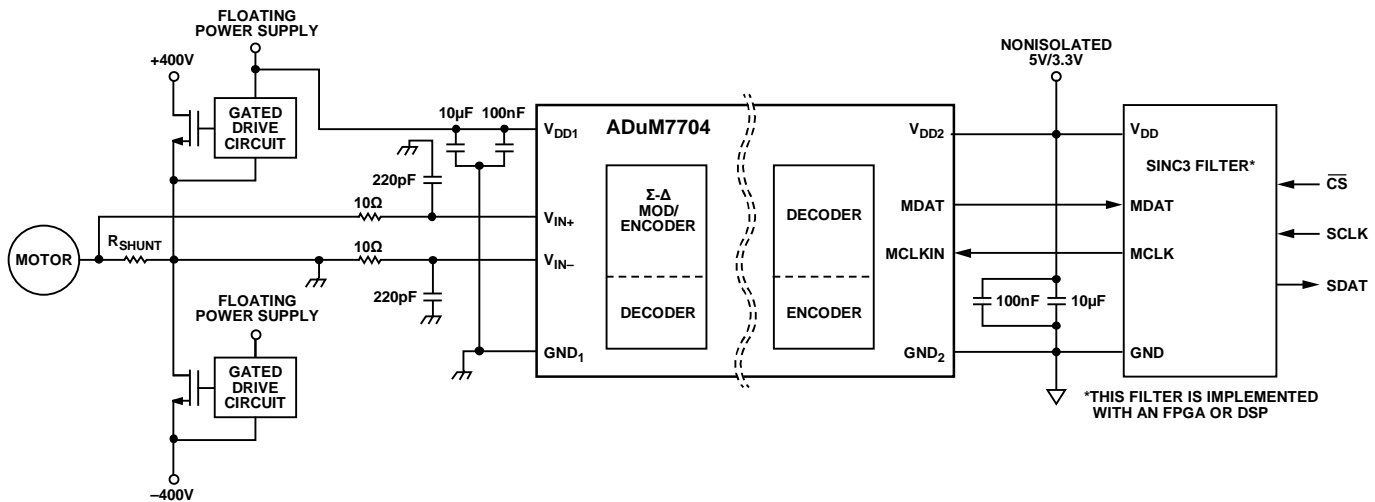 FLOATING
POWER SUPPLY
+400V
GATED
DRIVE
CIRCUIT
10µF
100nF
220pF
10Ω
MOTOR
RSHUNT
10Ω
220pF
FLOATING
POWER SUPPLY
GATED
DRIVE
CIRCUIT
–400V
ADuM7704
VDD1
VIN+
VIN–
GND1
Σ-Δ
MOD/
ENCODER
DECODER
DECODER
ENCODER
VDD2
MDAT
MCLKIN
GND2
NONISOLATED
5V/3.3V
100nF
10µF
VDD
SINC3 FILTER*
MDAT
MCLK
GND
CS
SCLK
SDAT
*THIS FILTER IS IMPLEMENTED
WITH AN FPGA OR DSP